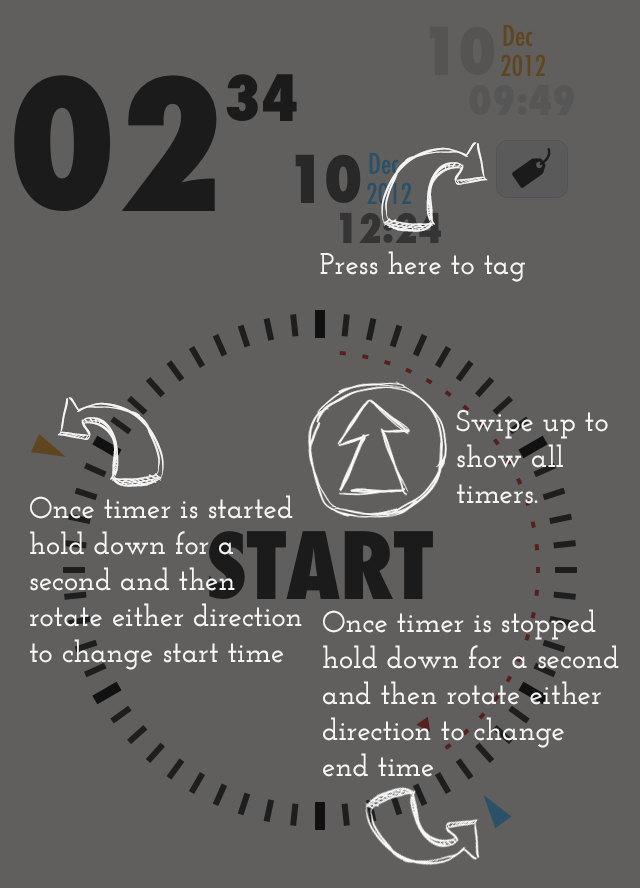 10 Dec
2012
09:49
02 34
10 Dec
2012
12:24
Press here to tag
Swipe up to
show all
timers.
Once timer is started
hold down for a
second and then
rotate either direction
to change start time
START
Once timer is stopped
hold down for a second
and then rotate either
direction to change
end time